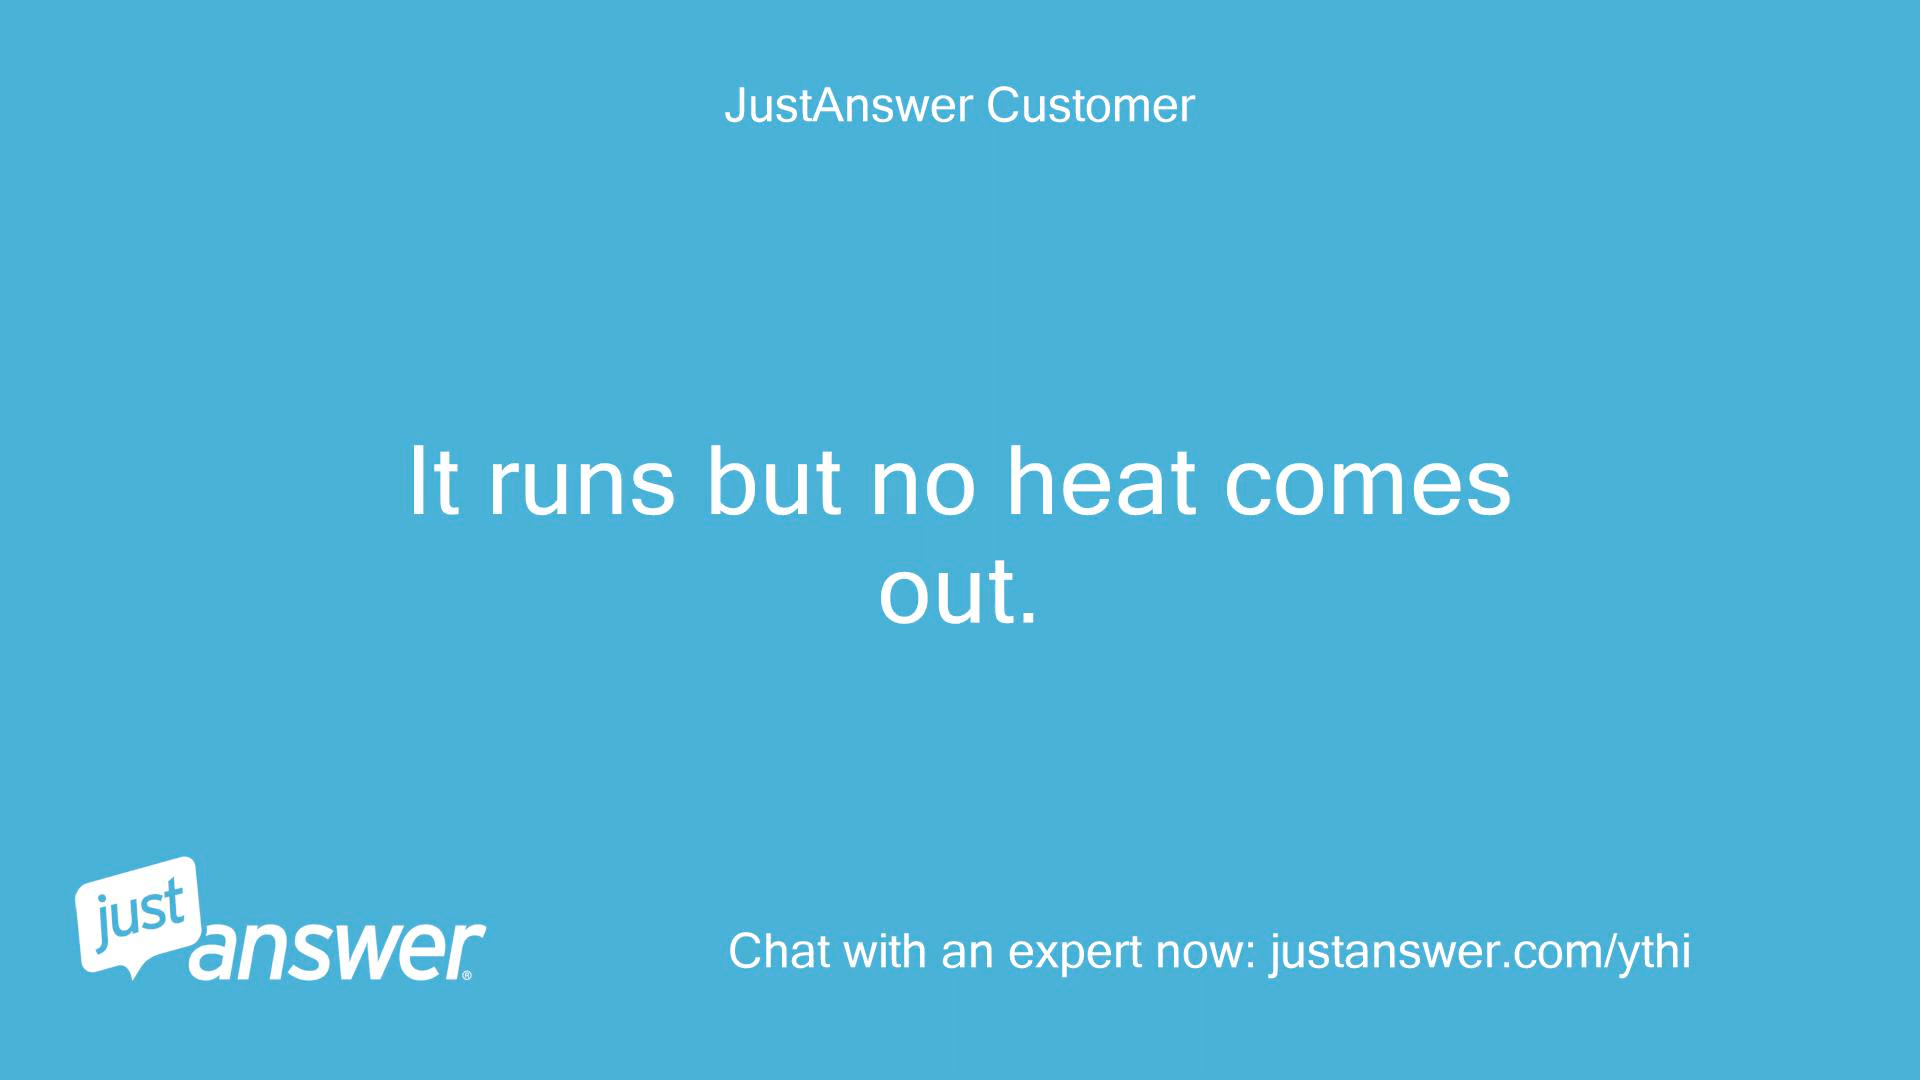 JustAnswer Customer
It runs but no heat comes
out.
just
answer®
Chat with an expert now: justanswer.com/ythi